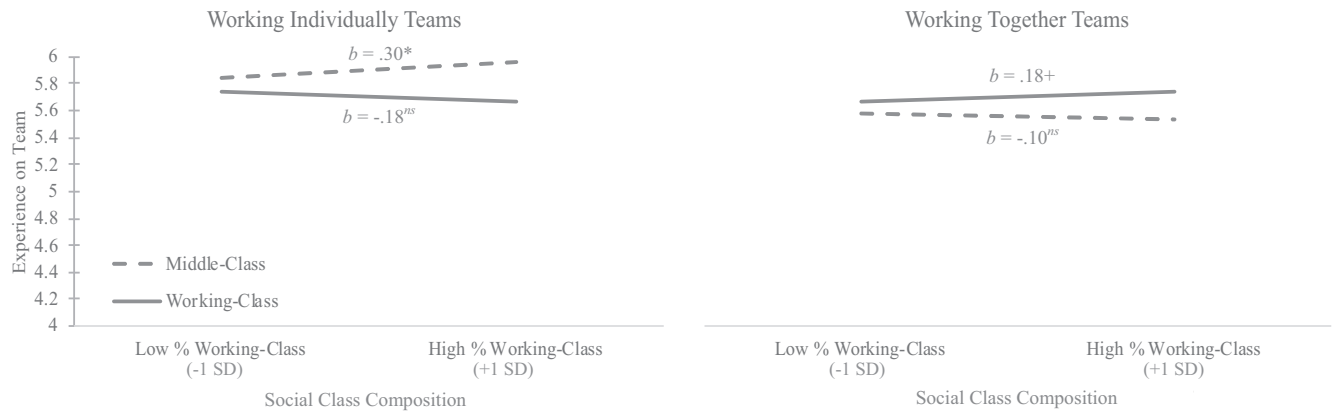 Working Individually Teams
Experience on Team
6
5.8
5.6
5.4
5.2
5
4.8
4.6
4.4
4.2
4
b = .30*
b = -.18ns
Middle-Class
Working-Class
Low % Working-Class
(-1 SD)
High % Working-Class
(+1 SD)
Social Class Composition
Working Together Teams
b = .18+
b = -.10ns
Low % Working-Class
(-1 SD)
High % Working-Class
(+1 SD)
Social Class Composition